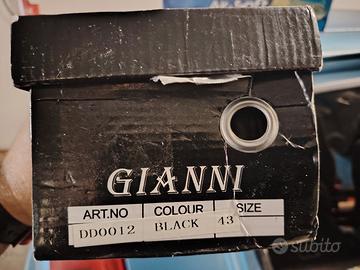 GIANNI
ART.NO COLOUR SIZE
DD0012 BLACK 43
subito